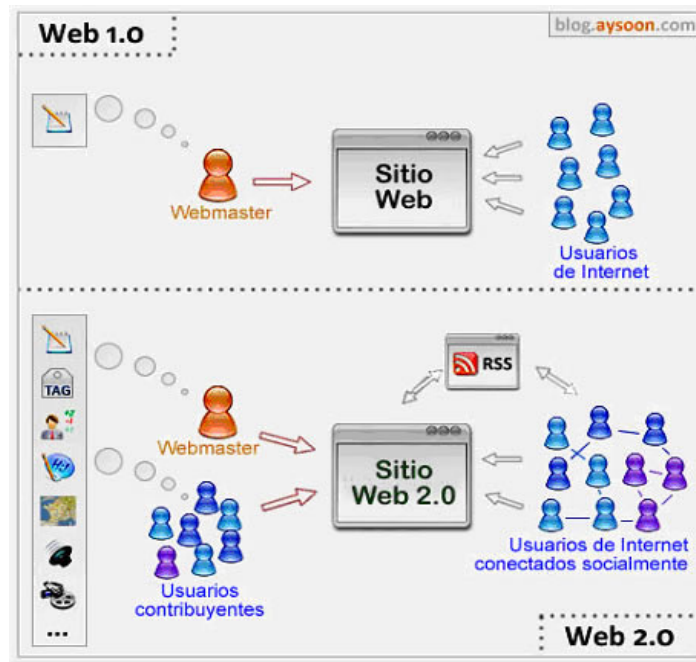 Web 1.0
blog.aysoon.com
Sitio
Web
Webmaster
Usuarios
de Internet
TAG
RSS
Webmaster
Sitio
Web 2.0
Usuarios
contribuyentes
Usuarios de Internet
conectados socialmente
...
Web 2.0